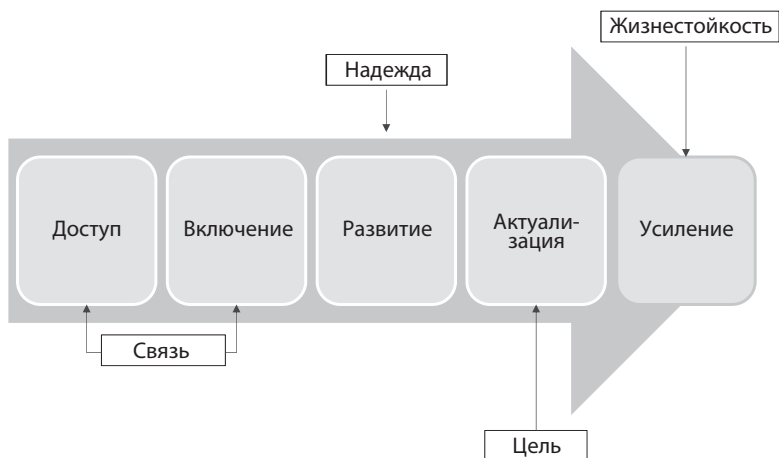 Жизнестойкость
Надежда
Доступ
Включение
Развитие
Актуали-
зация
Усиление
Связь
Цель